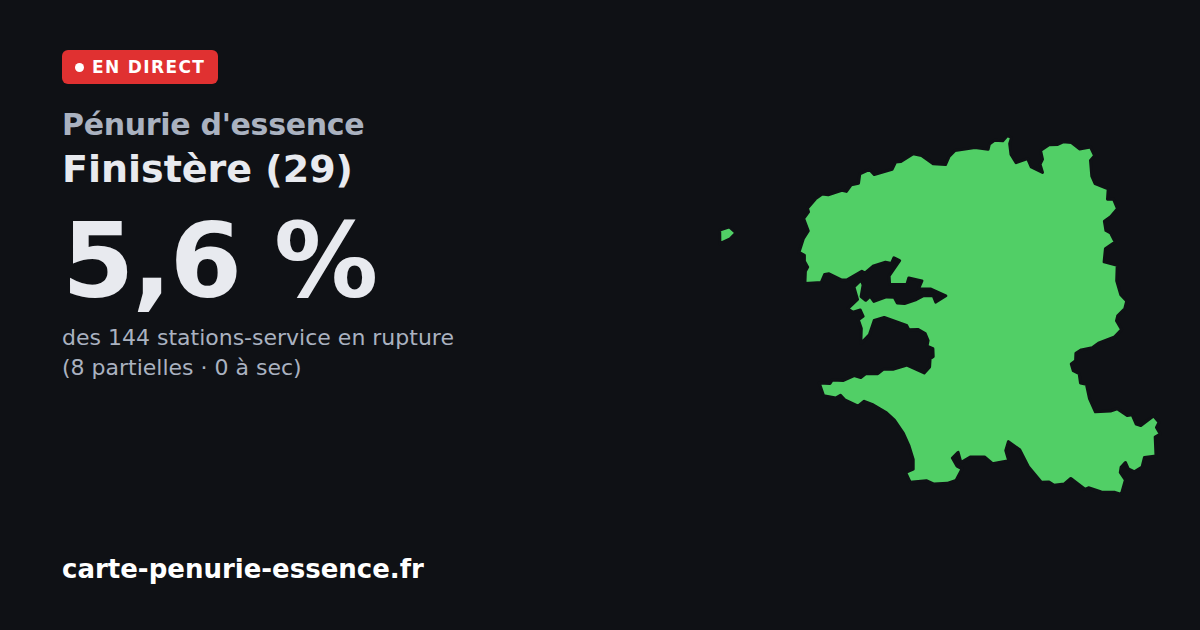 EN DIRECT
Pénurie d'essence
Finistère (29)
5,6 %
des 144 stations-service en rupture
(8 partielles · 0 à sec)
carte-penurie-essence.fr